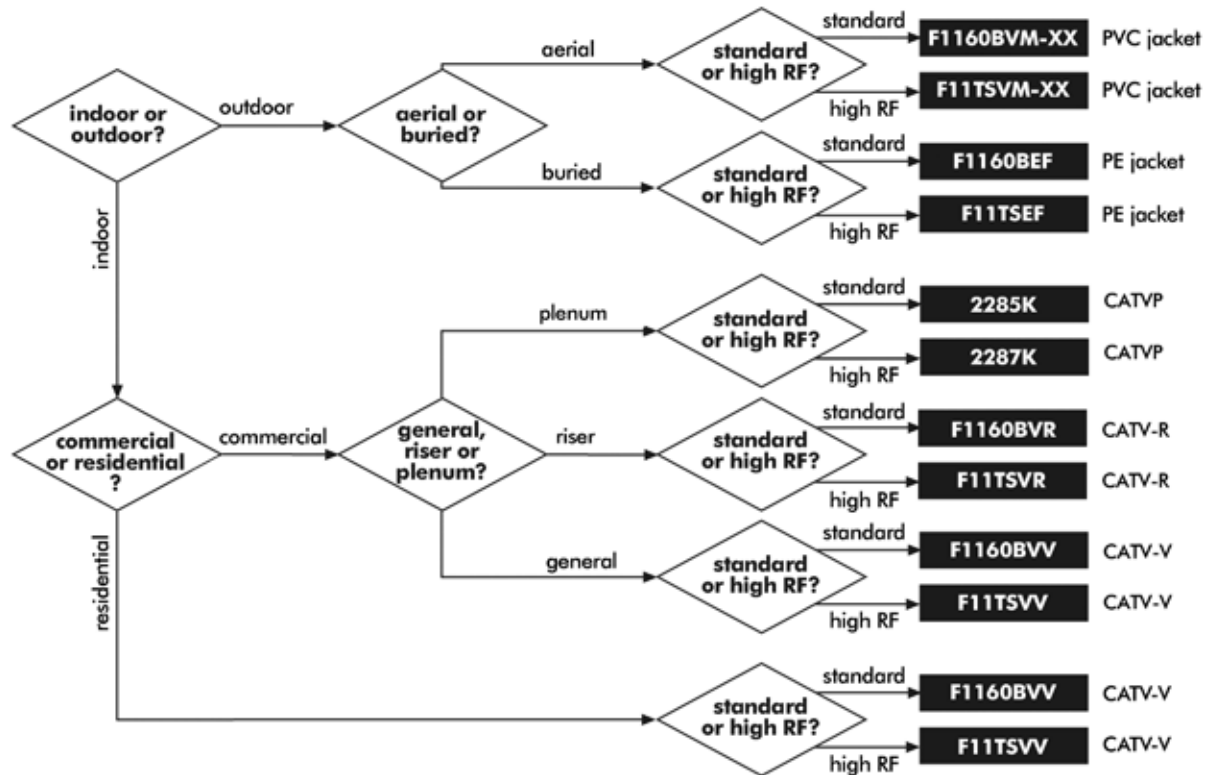 standard
F1160BVM-XX PVC jacket
aerial
standard
or high RF?
F11TSVM-XX PVC jacket
high RF
indoor or
outdoor?
outdoor
aerial or
buried?
standard
F1160BEF PE jacket
buried
standard
or high RF?
F11TSEF PE jacket
high RF
indoor
standard
2285K CATVP
plenum
standard
or high RF?
2287K CATVP
high RF
commercial
or residential
?
commercial
general,
riser or
plenum?
standard
F1160BVR CATV-R
riser
standard
or high RF?
F11TSVR CATV-R
high RF
standard
F1160BVV CATV-V
general
standard
or high RF?
F11TSVV CATV-V
high RF
residential
standard
F1160BVV CATV-V
standard
or high RF?
F11TSVV CATV-V
high RF